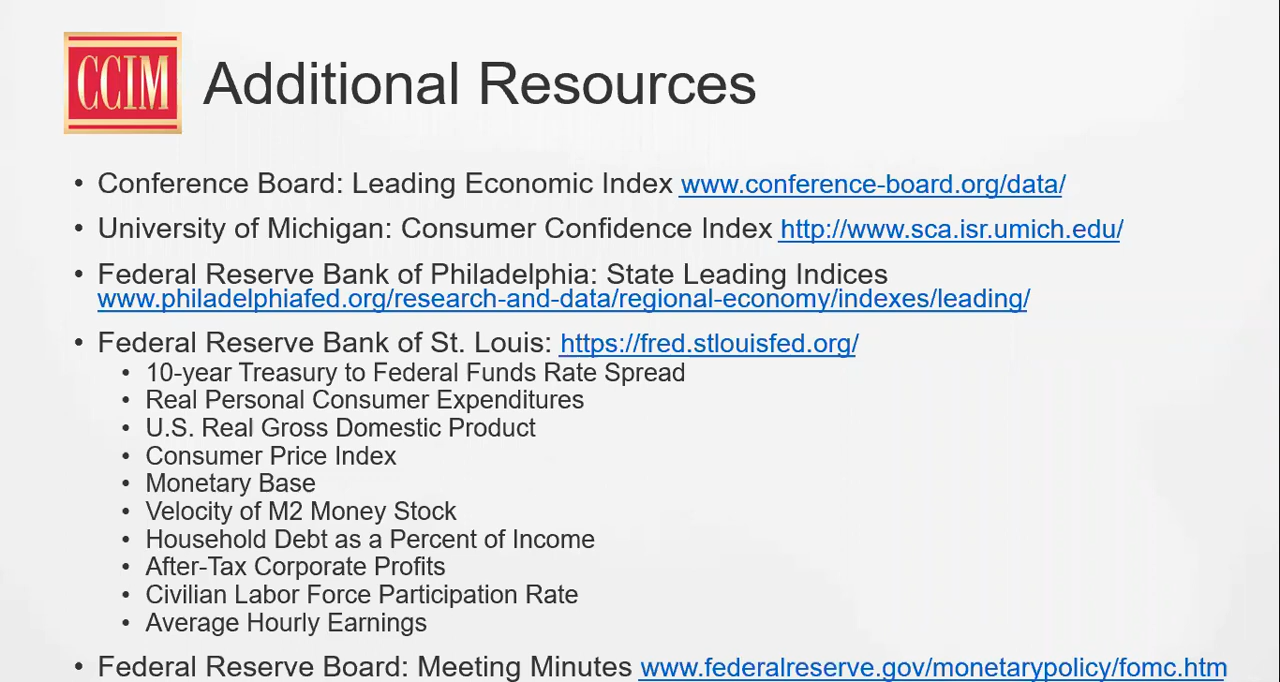 CCIM
Additional Resources
• Conference Board: Leading Economic Index www.conference-board.org/data/
• University of Michigan: Consumer Confidence Index http://www.sca.isr.umich.edu/
• Federal Reserve Bank of Philadelphia: State Leading Indices
www.philadelphiafed.org/research-and-data/regional-economy/indexes/leading/
• Federal Reserve Bank of St. Louis: https://fred.stlouisfed.org/
• 10-year Treasury to Federal Funds Rate Spread
• Real Personal Consumer Expenditures
• U.S. Real Gross Domestic Product
• Consumer Price Index
• Monetary Base
• Velocity of M2 Money Stock
• Household Debt as a Percent of Income
• After-Tax Corporate Profits
• Civilian Labor Force Participation Rate
• Average Hourly Earnings
• Federal Reserve Board: Meeting Minutes www.federalreserve.gov/monetarypolicy/fomc.htm